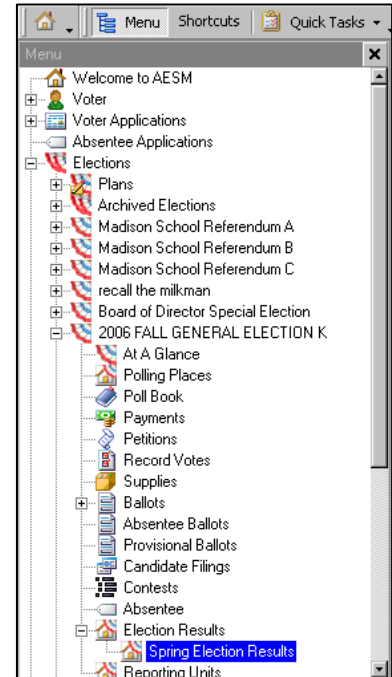 Menu Shortcuts Quick Tasks
Menu
Welcome to AESM
Voter
Voter Applications
Absentee Applications
Elections
Plans
Archived Elections
Madison School Referendum A
Madison School Referendum B
Madison School Referendum C
recall the milkman
Board of Director Special Election
2006 FALL GENERAL ELECTION K
At A Glance
Polling Places
Poll Book
Payments
Petitions
Record Votes
Supplies
Ballots
Absentee Ballots
Provisional Ballots
Candidate Filings
Contests
Absentee
Election Results
Spring Election Results
Reporting Units